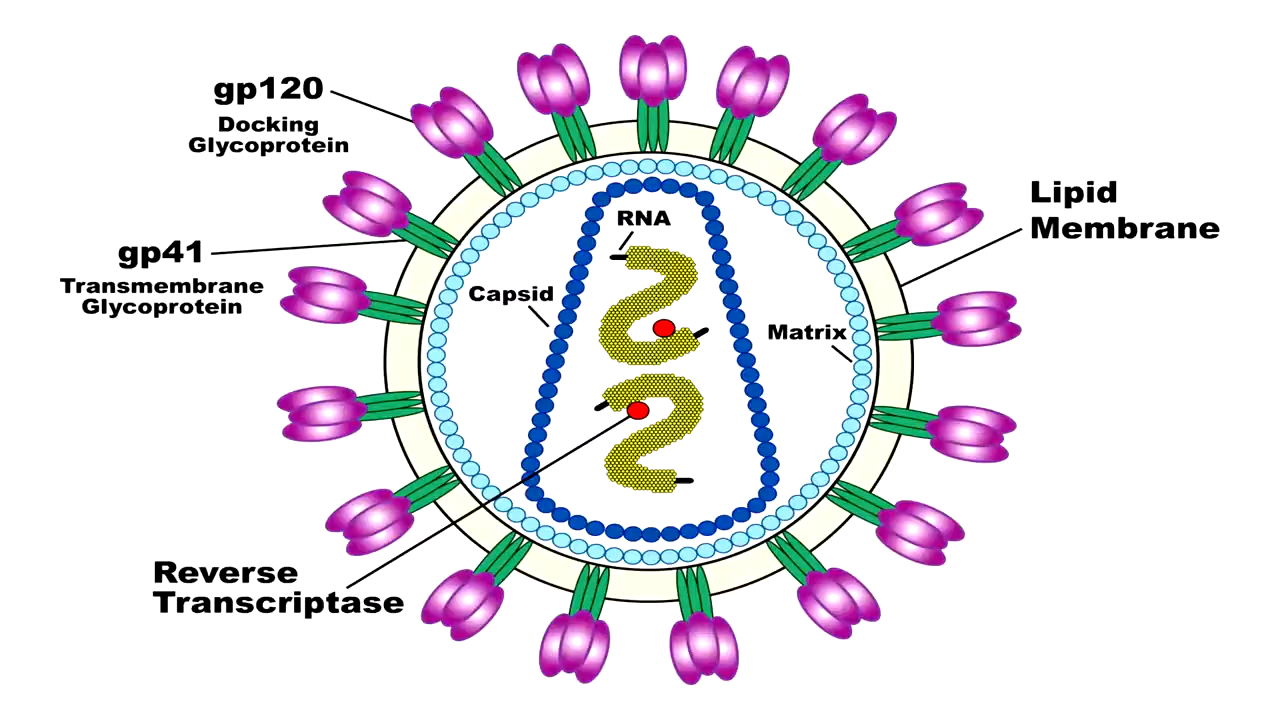 gp120
Docking
Glycoprotein
gp41
Transmembrane
Glycoprotein
RNA
Capsid
Matrix
Lipid
Membrane
Reverse
Transcriptase